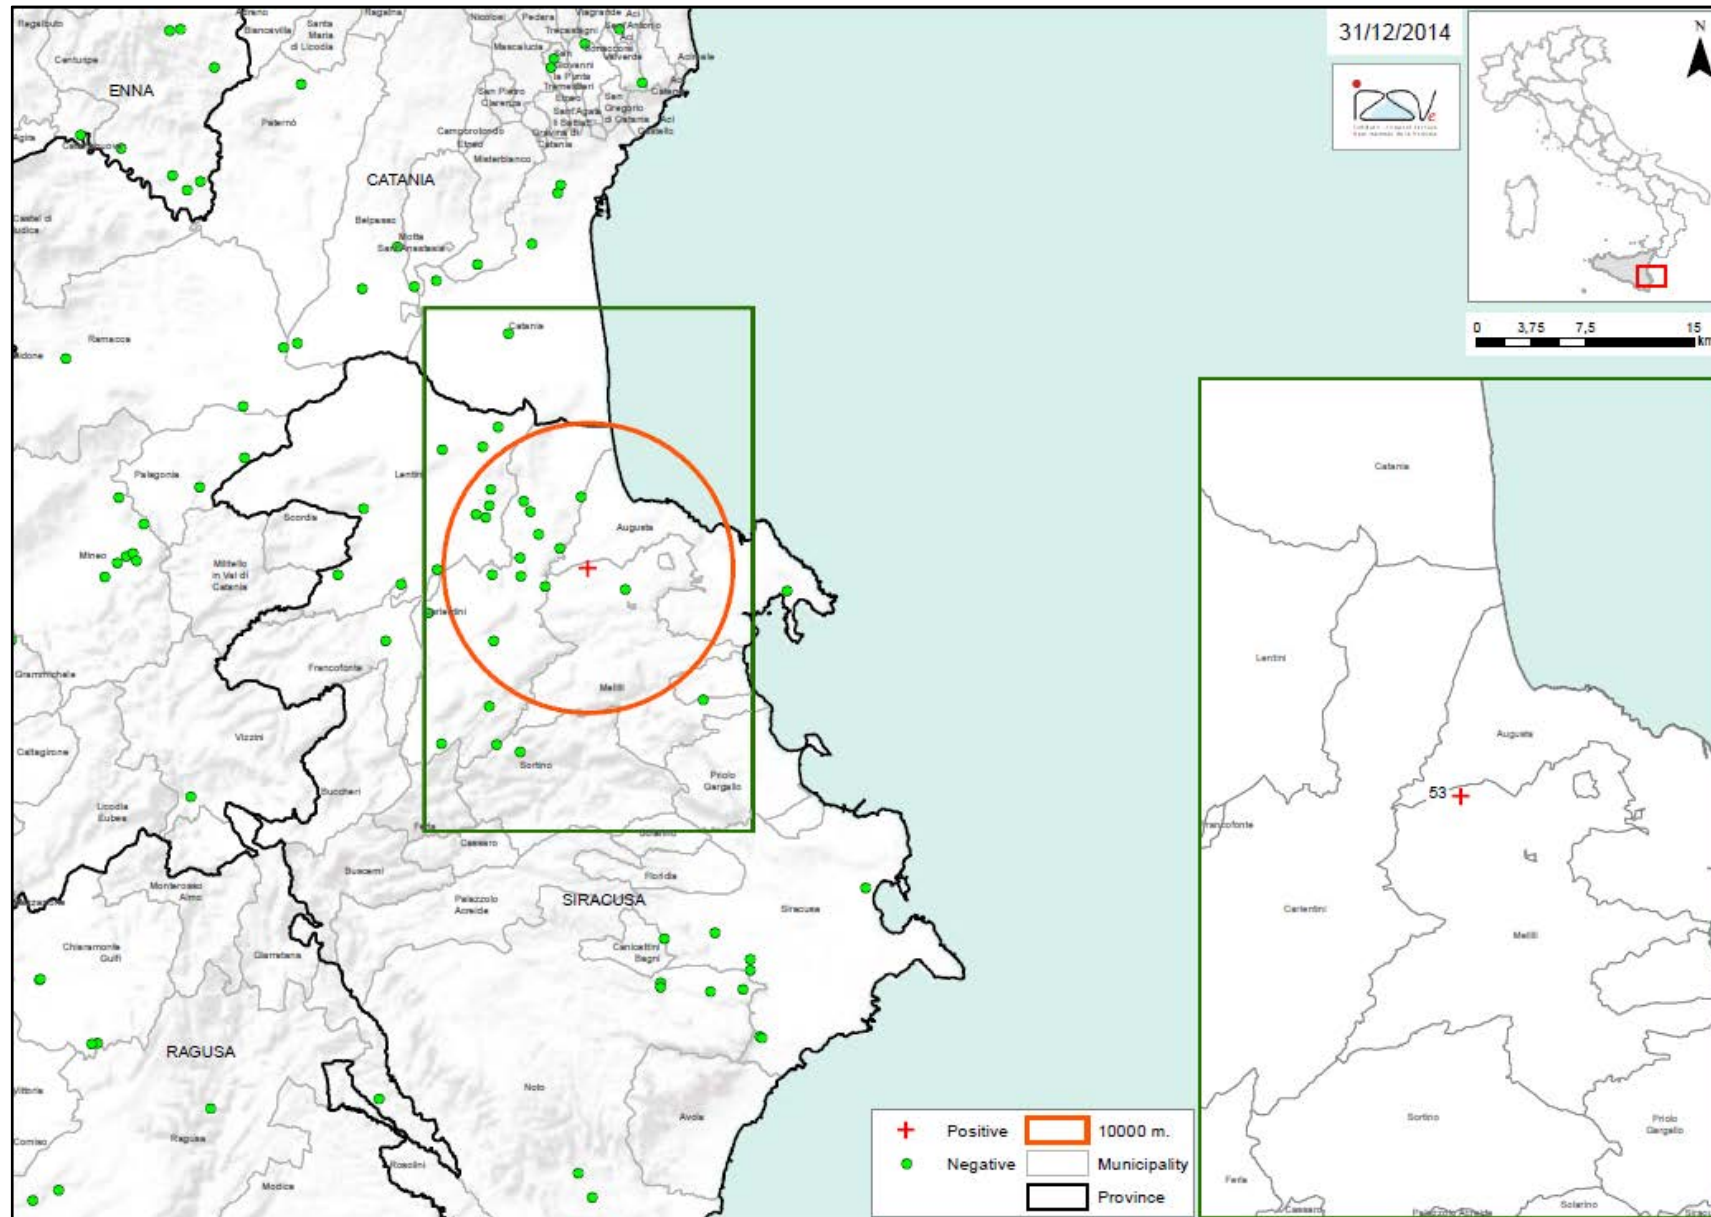 Regalbuto
Adrano
Ragalna
Nicolosi
Pedara
Viagrande
Aci
Sant'Antonio
Santa
Maria
di Licodia
Biancavilla
Trecastagni
Aci
Bonaccorsi
Mascalucia
San
Giovanni
la Punta
Valverde
Acireale
Centuripe
ENNA
Tremestieri
Etneo
San Pietro
Clarenza
Sant'Agata
li Battiati
San
Gregorio
di Catania
Aci
Catena
Aci
Castello
Paternò
Agira
Camporotondo
Etneo
Gravina di
Catania
Misterbianco
CATANIA
Castel di
Iudica
Belpasso
Motta
Sant'Anastasia
Catania
Ramacca
Aidone
Palagonia
Lentini
Scordia
Augusta
Mineo
Militello
in Val di
Catania
Carlentini
Francofonte
Grammichele
Melilli
Caltagirone
Vizzini
Sortino
Priolo
Gargallo
Licodia
Eubea
Buccheri
Ferla
Solarino
Cassaro
Buscemi
Floridia
Monterosso
Almo
Palazzolo
Acreide
SIRACUSA
Siracusa
Chiaramonte
Gulfi
Giarratana
Canicattini
Bagni
RAGUSA
Vittoria
Noto
Avola
Comiso
Ragusa
Rosolini
Modica
31/12/2014
N
0 3,75 7,5 15
km
Catania
Lentini
Augusta
53
Francofonte
Carlentini
Melilli
Sortino
Priolo
Gargallo
Ferla
Cassaro
Palazzolo Acreide
Solarino
Positive
10000 m.
Negative
Municipality
Province